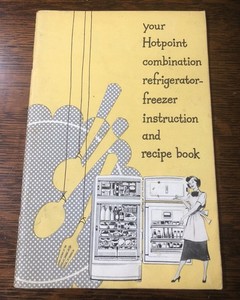 your
Hotpoint
combination
refrigerator-
freezer
instruction
and
recipe book